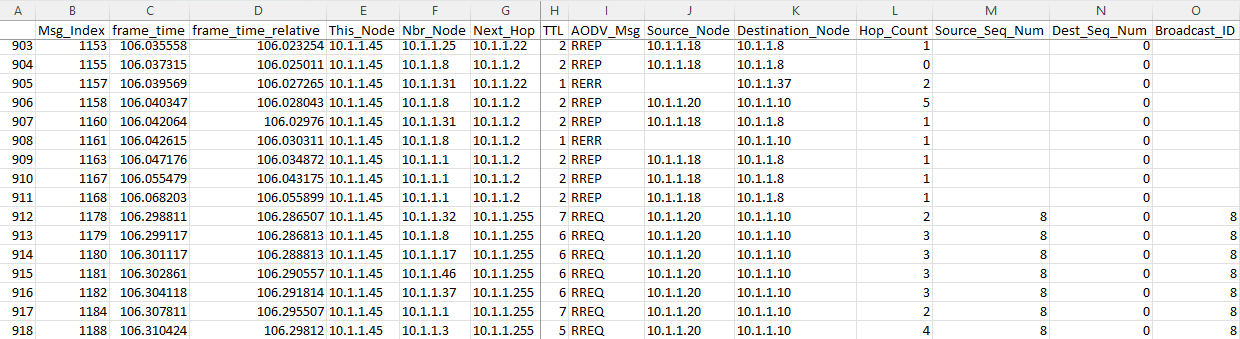 A B C D E F G H I J K L M N O
Msg_Index frame_time frame_time_relative This_Node Nbr_Node Next_Hop TTL AODV_Msg Source_Node Destination_Node Hop_Count Source_Seq_Num Dest_Seq_Num Broadcast_ID
903 1153 106.035558 106.023254 10.1.1.45 10.1.1.25 10.1.1.22 2 RREP 10.1.1.18 10.1.1.8 1 0
904 1155 106.037315 106.025011 10.1.1.45 10.1.1.8 10.1.1.2 2 RREP 10.1.1.18 10.1.1.8 0 0
905 1157 106.039569 106.027265 10.1.1.45 10.1.1.31 10.1.1.22 1 RERR 10.1.1.37 2 0
906 1158 106.040347 106.028043 10.1.1.45 10.1.1.8 10.1.1.2 2 RREP 10.1.1.20 10.1.1.10 5 0
907 1160 106.042064 106.02976 10.1.1.45 10.1.1.31 10.1.1.2 2 RREP 10.1.1.18 10.1.1.8 1 0
908 1161 106.042615 106.030311 10.1.1.45 10.1.1.8 10.1.1.2 1 RERR 10.1.1.10 1 0
909 1163 106.047176 106.034872 10.1.1.45 10.1.1.1 10.1.1.2 2 RREP 10.1.1.18 10.1.1.8 1 0
910 1167 106.055479 106.043175 10.1.1.45 10.1.1.1 10.1.1.2 2 RREP 10.1.1.18 10.1.1.8 1 0
911 1168 106.068203 106.055899 10.1.1.45 10.1.1.1 10.1.1.2 2 RREP 10.1.1.18 10.1.1.8 1 0
912 1178 106.298811 106.286507 10.1.1.45 10.1.1.32 10.1.1.255 7 RREQ 10.1.1.20 10.1.1.10 2 8 0 8
913 1179 106.299117 106.286813 10.1.1.45 10.1.1.8 10.1.1.255 6 RREQ 10.1.1.20 10.1.1.10 3 8 0 8
914 1180 106.301117 106.288813 10.1.1.45 10.1.1.17 10.1.1.255 6 RREQ 10.1.1.20 10.1.1.10 3 8 0 8
915 1181 106.302861 106.290557 10.1.1.45 10.1.1.46 10.1.1.255 6 RREQ 10.1.1.20 10.1.1.10 3 8 0 8
916 1182 106.304118 106.291814 10.1.1.45 10.1.1.37 10.1.1.255 6 RREQ 10.1.1.20 10.1.1.10 3 8 0 8
917 1184 106.307811 106.295507 10.1.1.45 10.1.1.1 10.1.1.255 7 RREQ 10.1.1.20 10.1.1.10 2 8 0 8
918 1188 106.310424 106.29812 10.1.1.45 10.1.1.3 10.1.1.255 5 RREQ 10.1.1.20 10.1.1.10 4 8 0 8